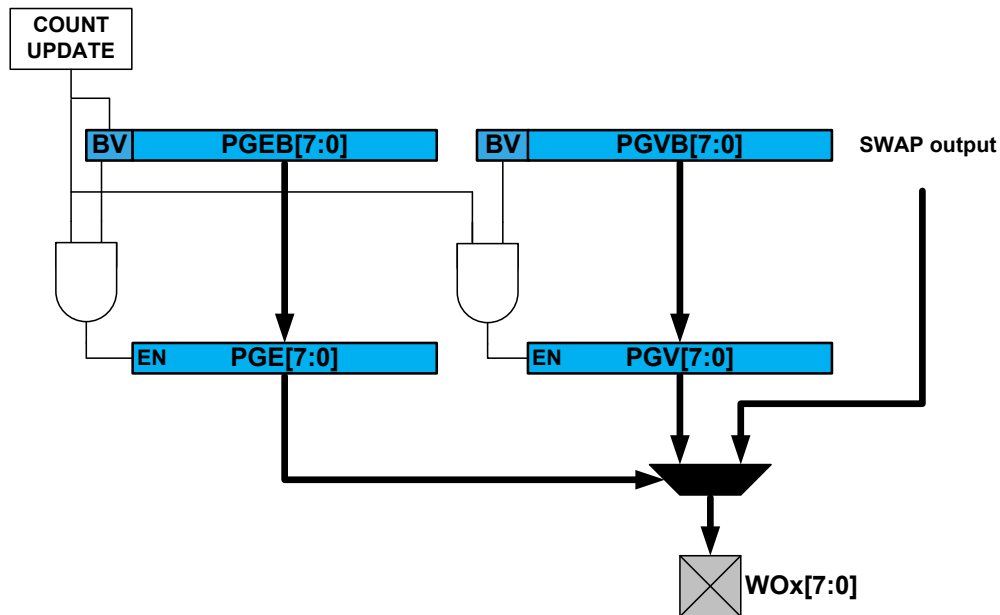 COUNT
UPDATE
BV
PGEB[7:0]
BV
PGVB[7:0]
SWAP output
EN
PGE[7:0]
EN
PGV[7:0]
WOx[7:0]